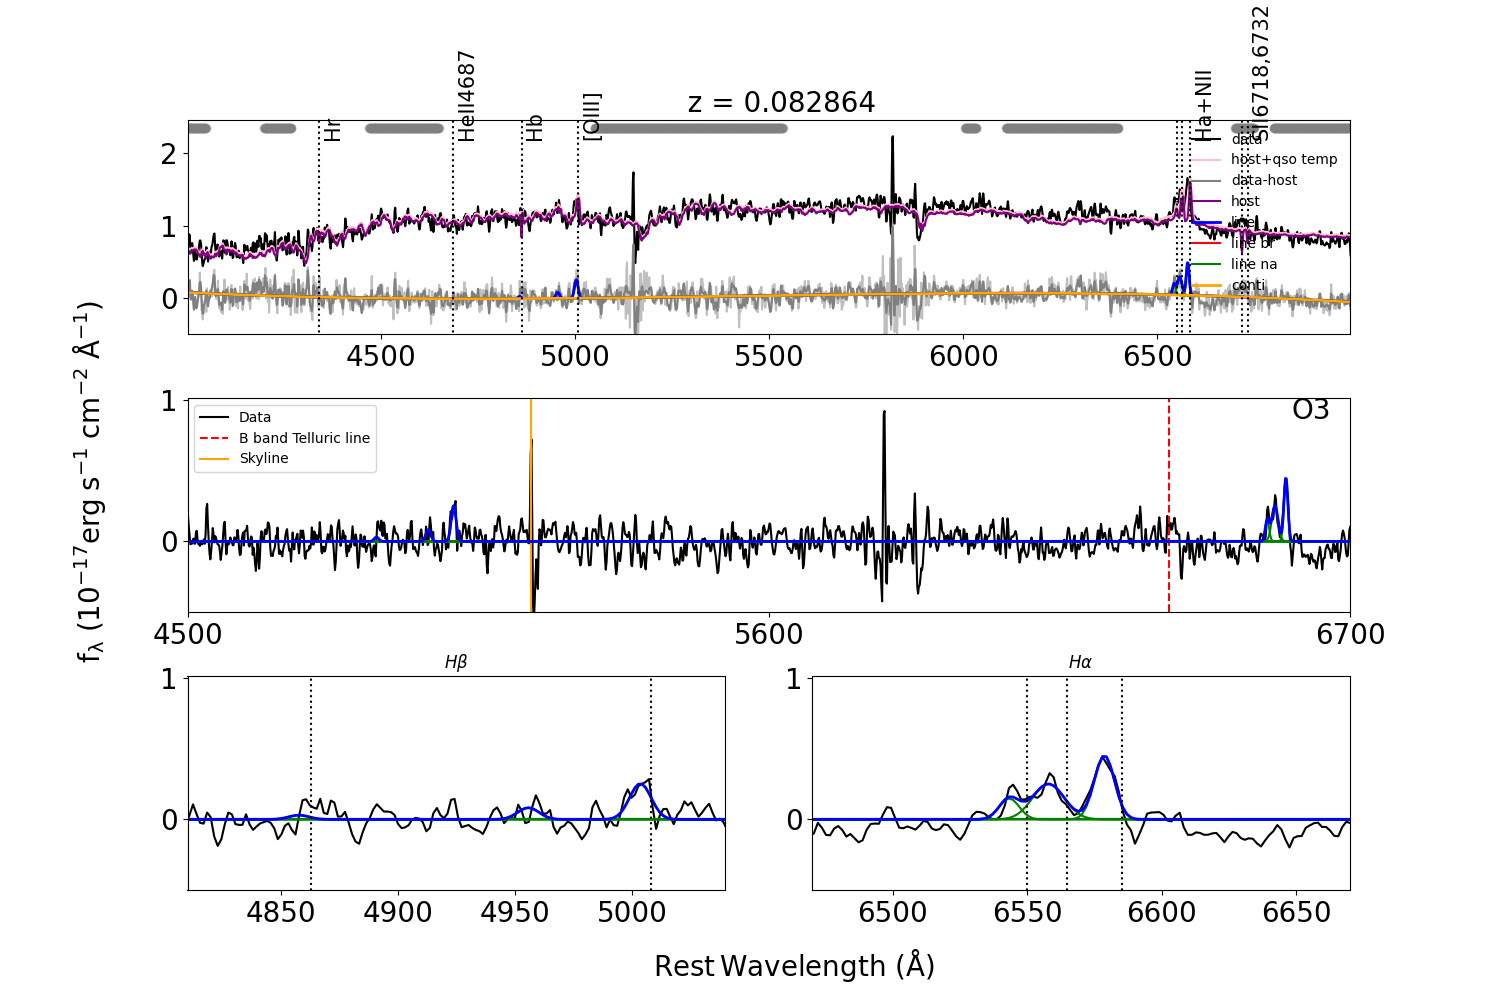 z = 0.082864
Hr
HeII4687
Hb
[OIII]
Ha+NII
SII6718,6732
data
host+qso temp
data-host
host
line
line br
line na
conti
2
1
0
4500 5000 5500 6000 6500
fλ (10−17erg s−1 cm−2 Å−1)
O3
Data
B band Telluric line
Skyline
1
0
4500 5600 6700
Hβ
1
0
4850 4900 4950 5000
Hα
1
0
6500 6550 6600 6650
Rest Wavelength (Å)